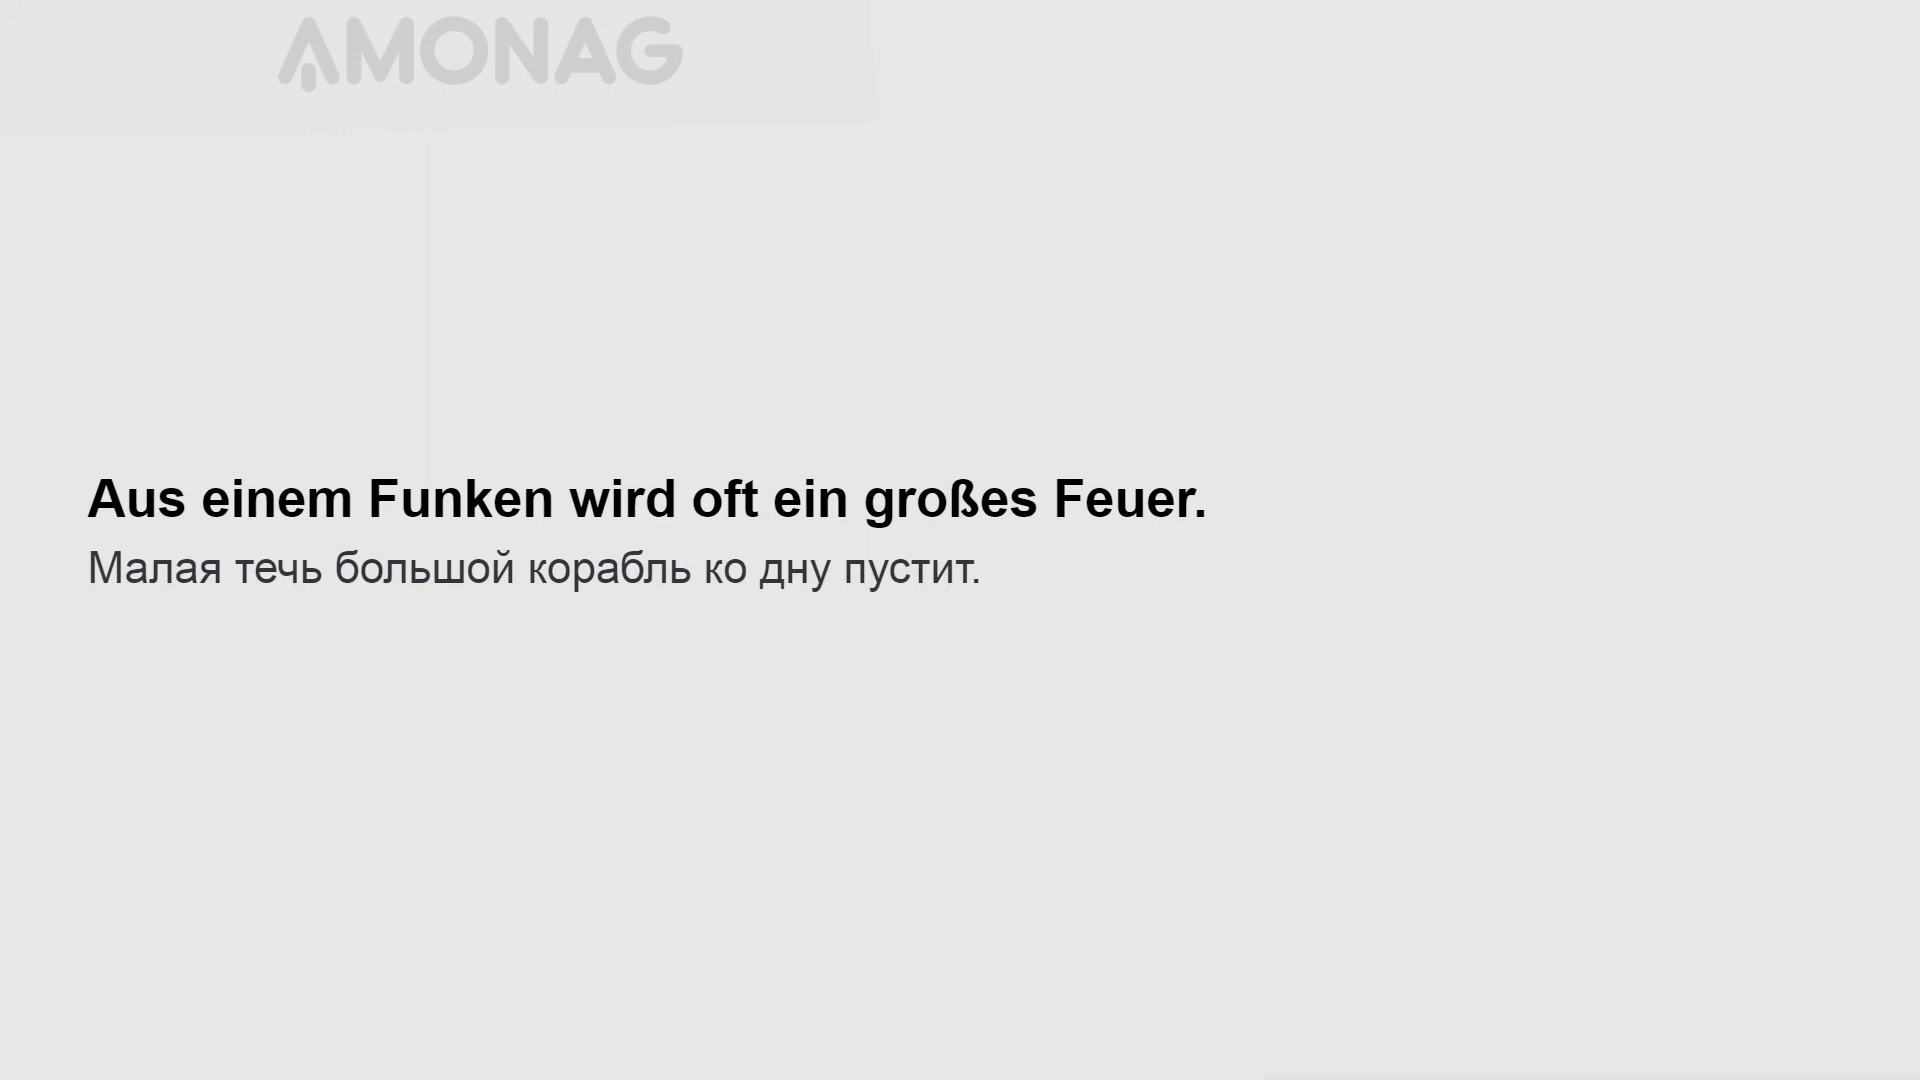 AMONAG
Aus einem Funken wird oft ein großes Feuer.
Малая течь большой корабль ко дну пустит.